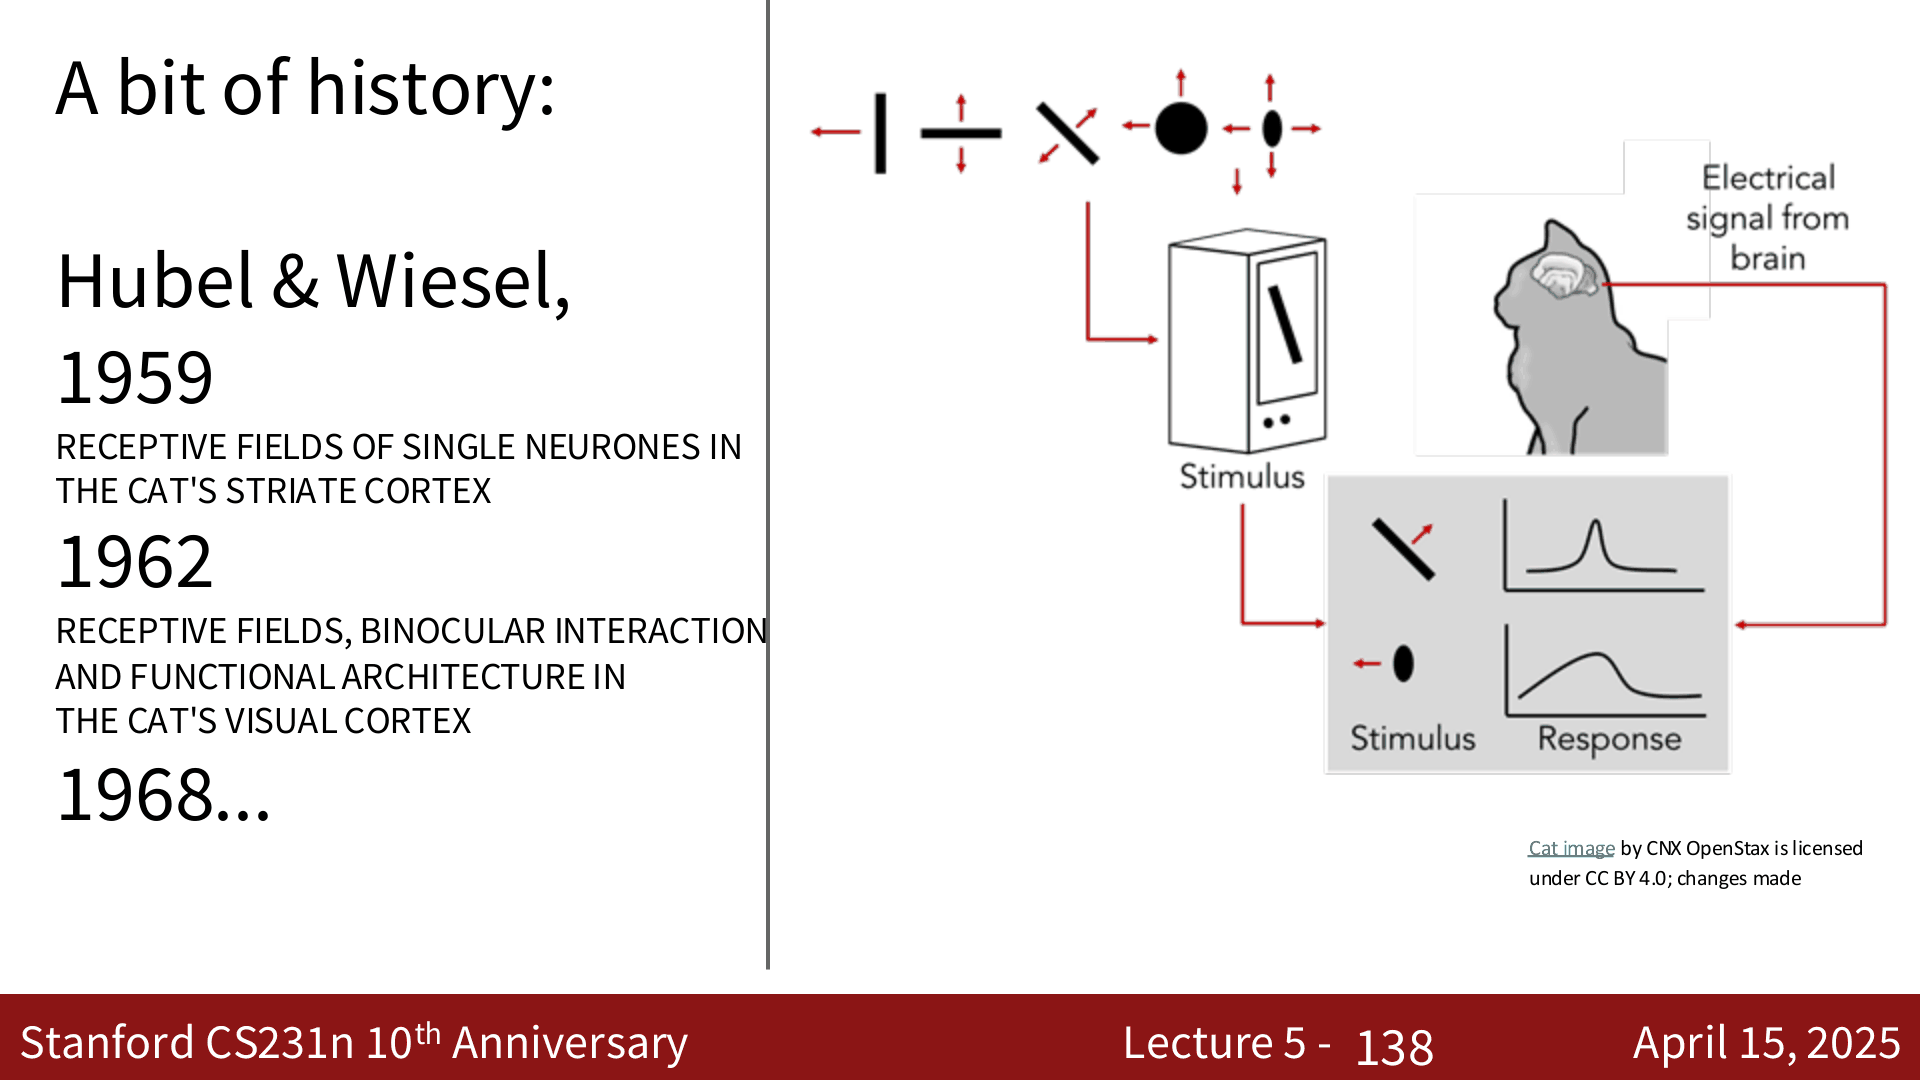 A bit of history:
Hubel & Wiesel,
1959
RECEPTIVE FIELDS OF SINGLE NEURONES IN
THE CAT'S STRIATE CORTEX
1962
RECEPTIVE FIELDS, BINOCULAR INTERACTION
AND FUNCTIONAL ARCHITECTURE IN
THE CAT'S VISUAL CORTEX
1968...
Electrical
signal from
brain
Stimulus
Stimulus
Response
Cat image by CNX OpenStax is licensed
under CC BY 4.0; changes made
Stanford CS231n 10th Anniversary
Lecture 5 - 138
April 15, 2025